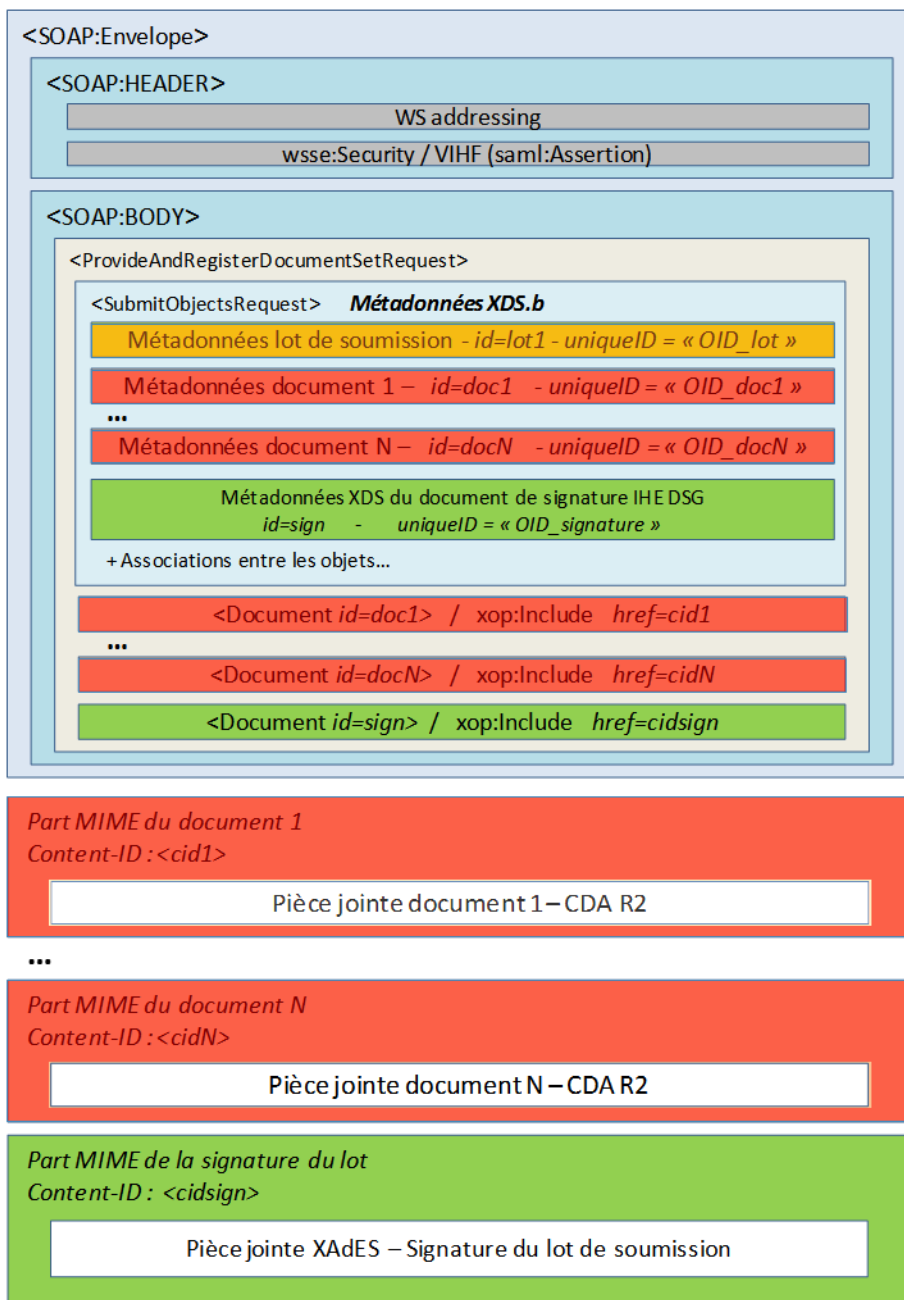 <SOAP:Envelope>
<SOAP:HEADER>
WS addressing
wsse:Security / VIHF (saml:Assertion)
<SOAP:BODY>
<ProvideAndRegisterDocumentSetRequest>
<SubmitObjectsRequest> Métadonnées XDS.b
Métadonnées lot de soumission - id=lot1 - uniqueID = « OID_lot »
Métadonnées document 1 – id=doc1 - uniqueID = « OID_doc1 »
...
Métadonnées document N – id=docN - uniqueID = « OID_docN »
Métadonnées XDS du document de signature IHE DSG
id=sign - uniqueID = « OID_signature »
+ Associations entre les objets...
<Document id=doc1> / xop:Include href=cid1
...
<Document id=docN> / xop:Include href=cidN
<Document id=sign> / xop:Include href=cidsign
Part MIME du document 1
Content-ID : <cid1>
Pièce jointe document 1 – CDA R2
...
Part MIME du document N
Content-ID : <cidN>
Pièce jointe document N – CDA R2
Part MIME de la signature du lot
Content-ID : <cidsign>
Pièce jointe XAdES – Signature du lot de soumission